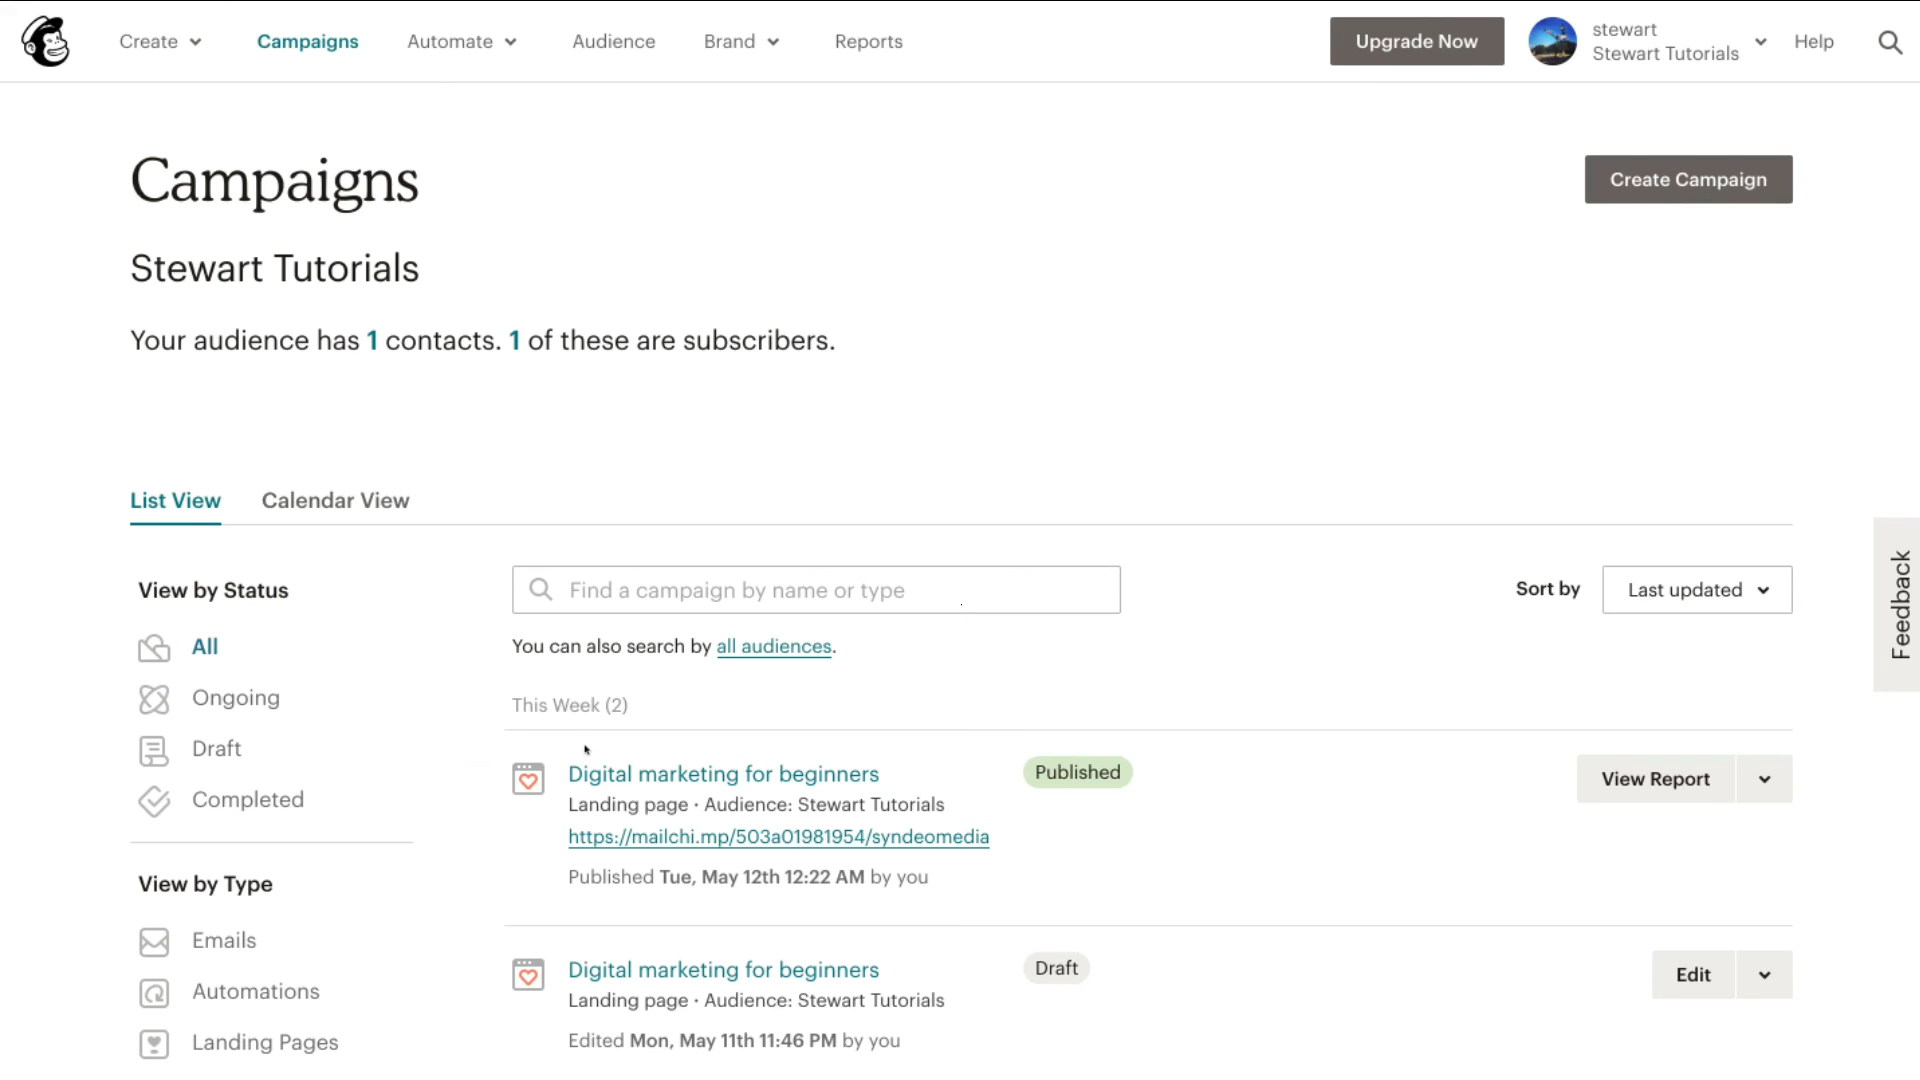 Create
Campaigns
Automate
Audience
Brand
Reports
Upgrade Now
stewart
Stewart Tutorials
Help
Campaigns
Create Campaign
Stewart Tutorials
Your audience has 1 contacts. 1 of these are subscribers.
List View
Calendar View
Feedback
View by Status
All
Ongoing
Draft
Completed
View by Type
Emails
Automations
Landing Pages
Find a campaign by name or type
Sort by
Last updated
You can also search by all audiences.
This Week (2)
Digital marketing for beginners
Published
View Report
Landing page · Audience: Stewart Tutorials
https://mailchi.mp/503a01981954/syndeomedia
Published Tue, May 12th 12:22 AM by you
Digital marketing for beginners
Draft
Edit
Landing page · Audience: Stewart Tutorials
Edited Mon, May 11th 11:46 PM by you